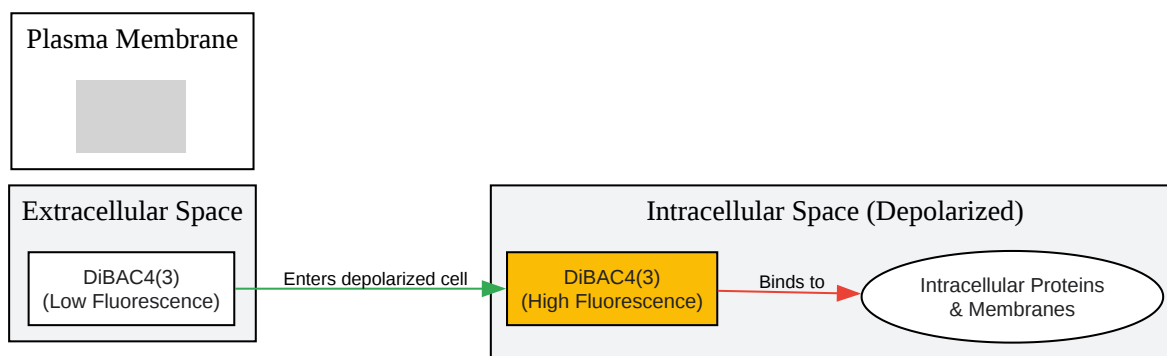 Plasma Membrane
Extracellular Space
DiBAC4(3)
(Low Fluorescence)
Enters depolarized cell
Intracellular Space (Depolarized)
DiBAC4(3)
(High Fluorescence)
Binds to
Intracellular Proteins
& Membranes